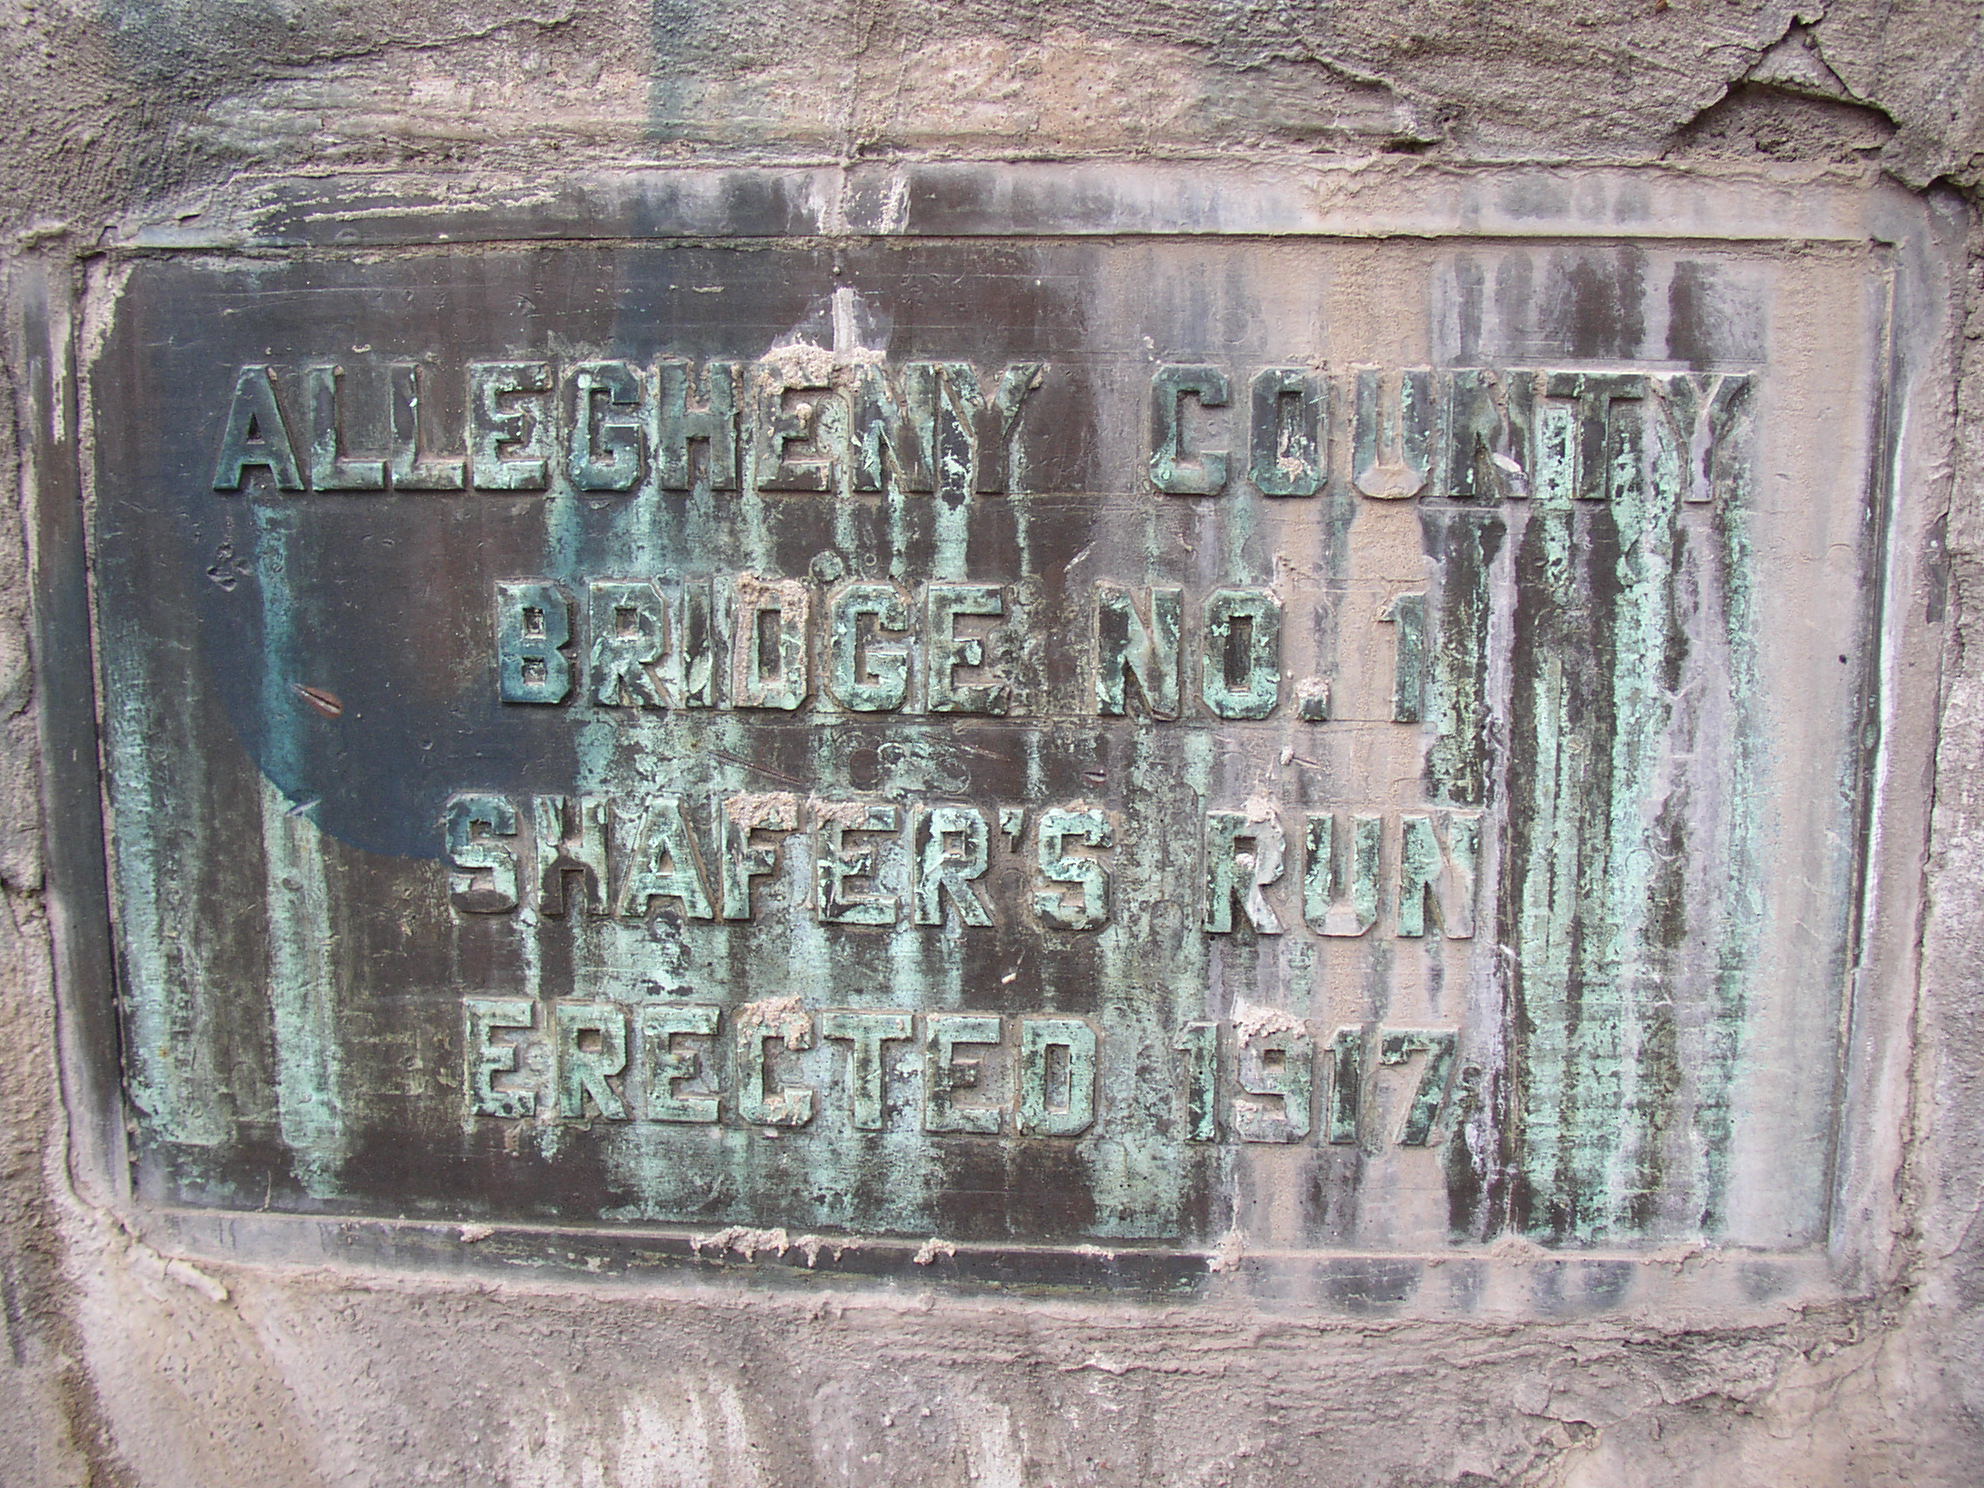 ALLEGHENY COUNTY
BRIDGE NO. 1
SHAFER'S RUN
ERECTED 1917